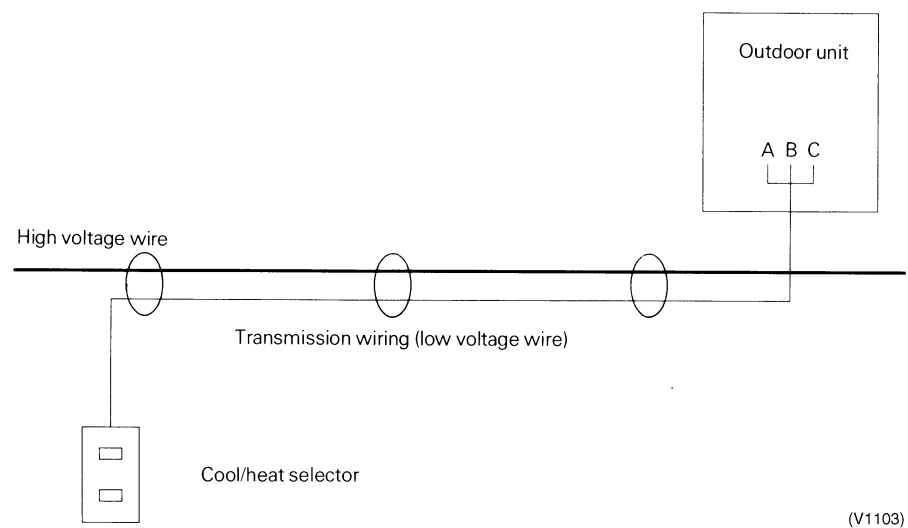 Outdoor unit
A B C
High voltage wire
Transmission wiring (low voltage wire)
Cool/heat selector
(V1103)